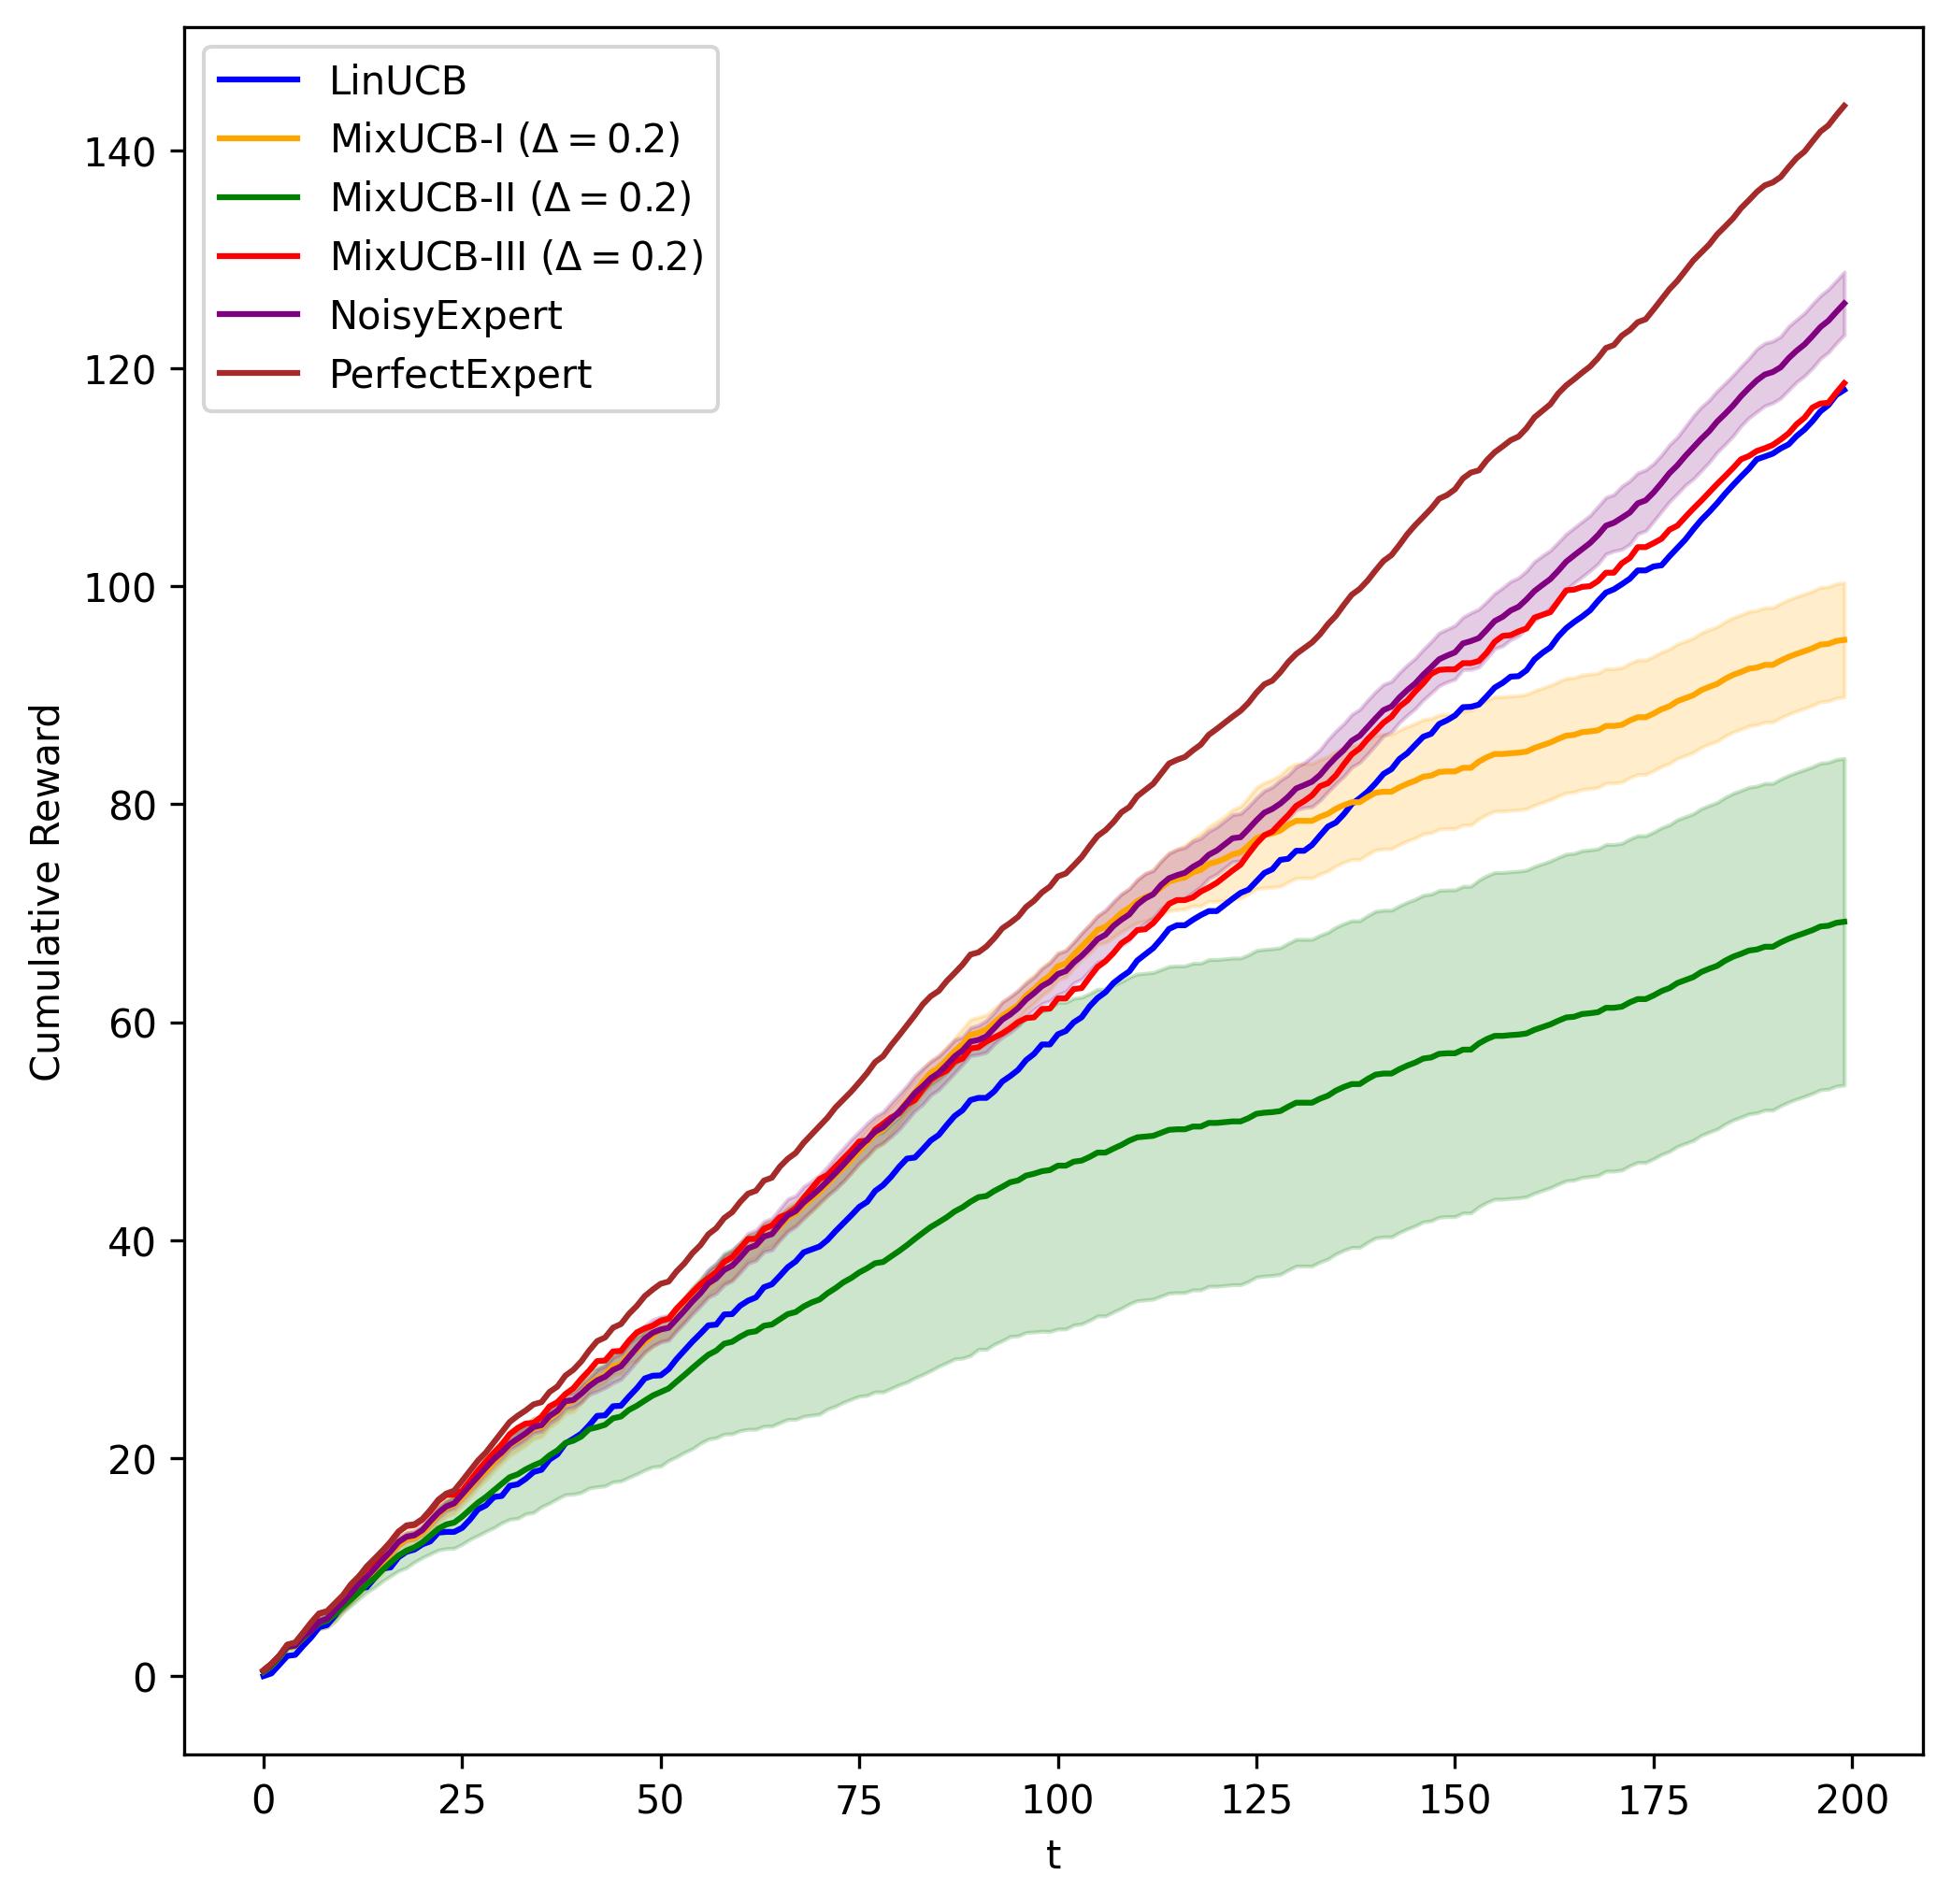 LinUCB
MixUCB-I (Δ = 0.2)
MixUCB-II (Δ = 0.2)
MixUCB-III (Δ = 0.2)
NoisyExpert
PerfectExpert
Cumulative Reward
140
120
100
80
60
40
20
0
0 25 50 75 100 125 150 175 200
t